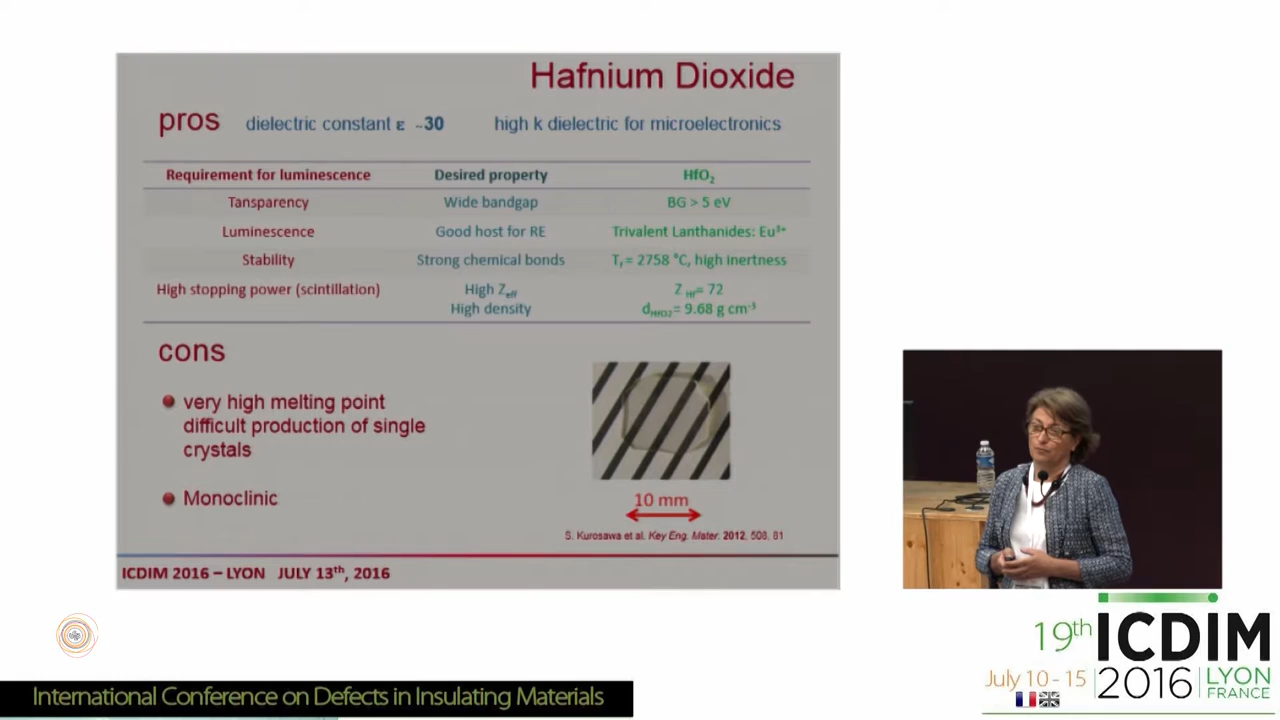 Hafnium Dioxide
pros dielectric constant ε ~30 high k dielectric for microelectronics
Requirement for luminescence Desired property HfO₂
Tansparency Wide bandgap BG > 5 eV
Luminescence Good host for RE Trivalent Lanthanides: Eu³⁺
Stability Strong chemical bonds Tf = 2758 °C, high inertness
High stopping power (scintillation) High Zeff Z Hf= 72
High density dHfO2= 9.68 g cm⁻³
cons
very high melting point
difficult production of single
crystals
Monoclinic
10 mm
S. Kurosawa et al. Key Eng. Mater. 2012, 508, 81
ICDIM 2016 – LYON JULY 13th, 2016
19th ICDIM
July 10 - 15 2016 LYON
FRANCE
International Conference on Defects in Insulating Materials